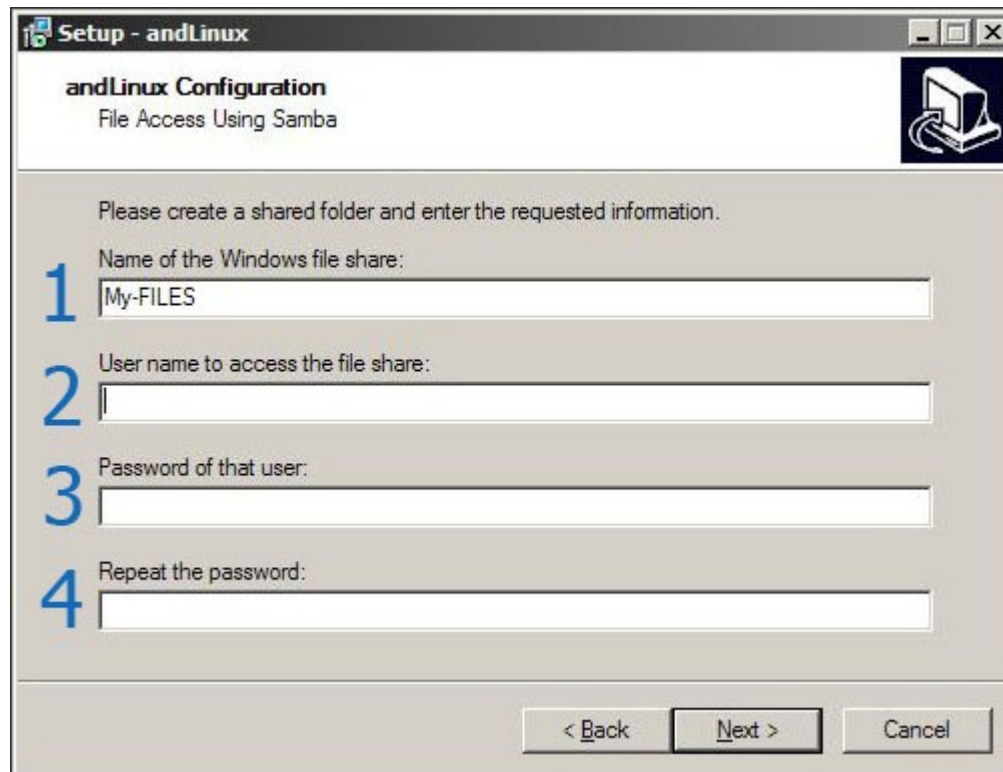 Setup - andLinux
andLinux Configuration
File Access Using Samba
Please create a shared folder and enter the requested information.
Name of the Windows file share:
1
My-FILES
User name to access the file share:
2
Password of that user:
3
Repeat the password:
4
< Back Next > Cancel